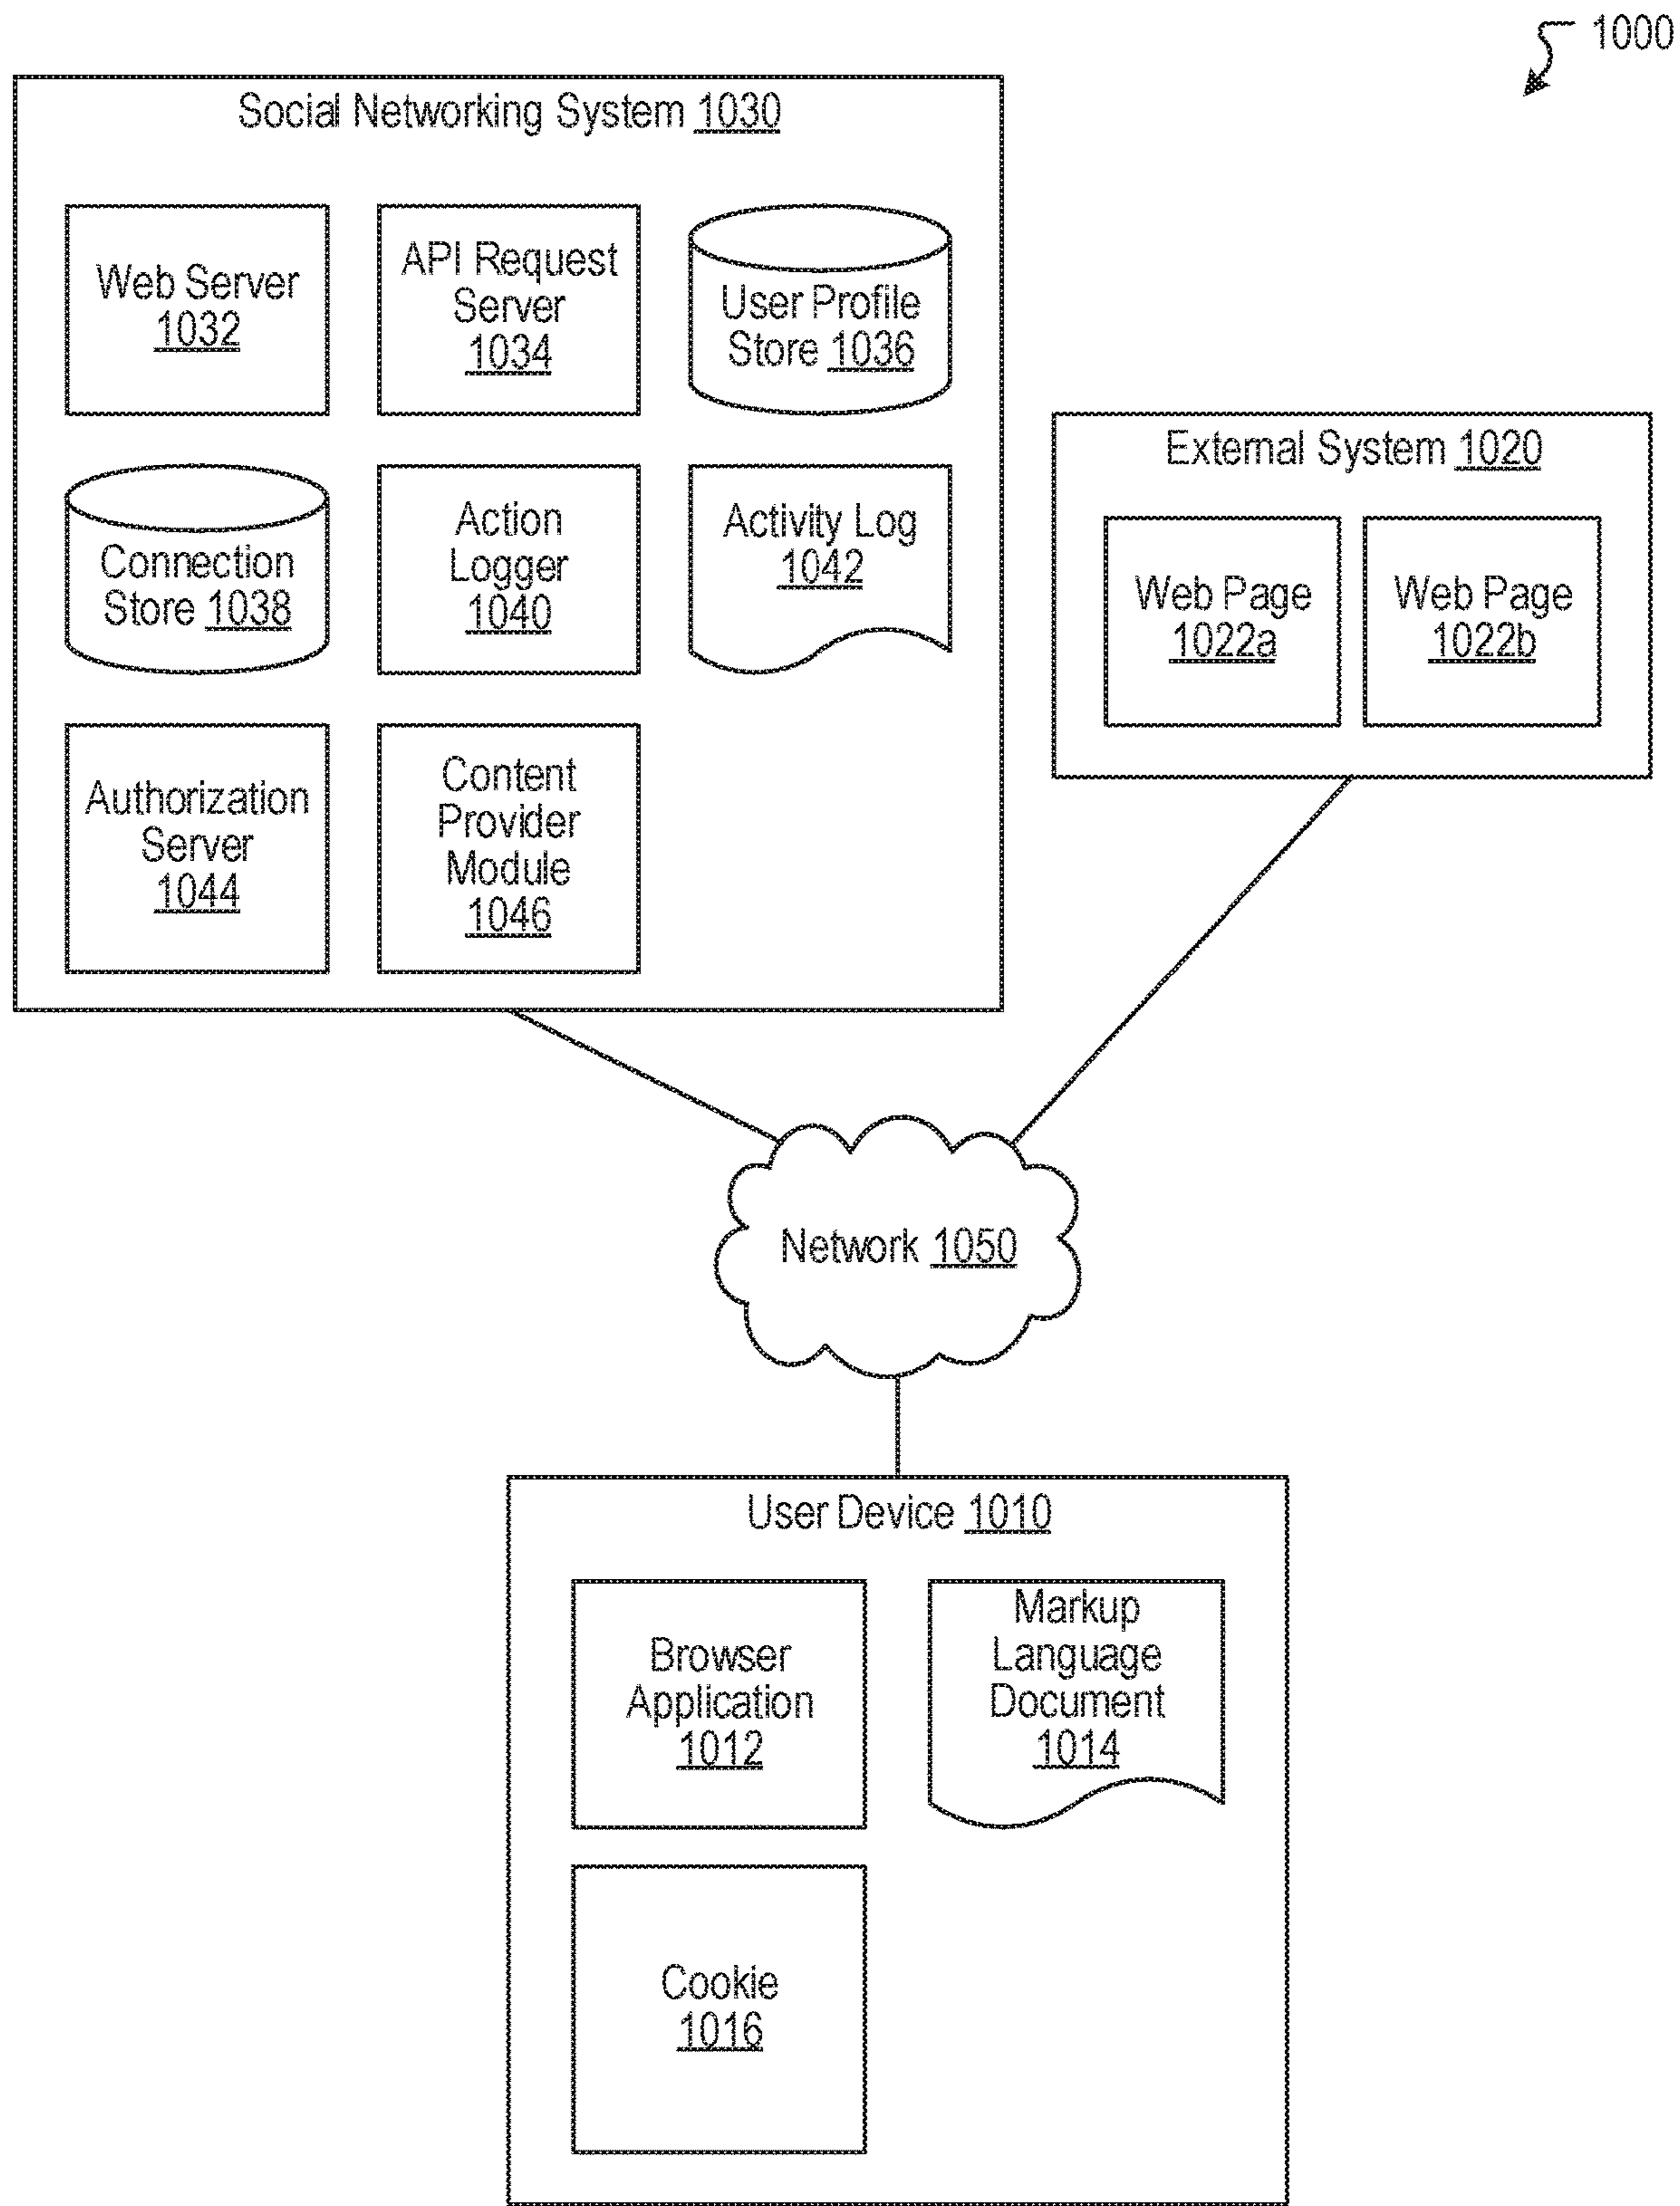 1000
Social Networking System 1030
Web Server
1032
API Request
Server
1034
User Profile
Store 1036
Connection
Store 1038
Action
Logger
1040
Activity Log
1042
Authorization
Server
1044
Content
Provider
Module
1046
External System 1020
Web Page
1022a
Web Page
1022b
Network 1050
User Device 1010
Browser
Application
1012
Markup
Language
Document
1014
Cookie
1016